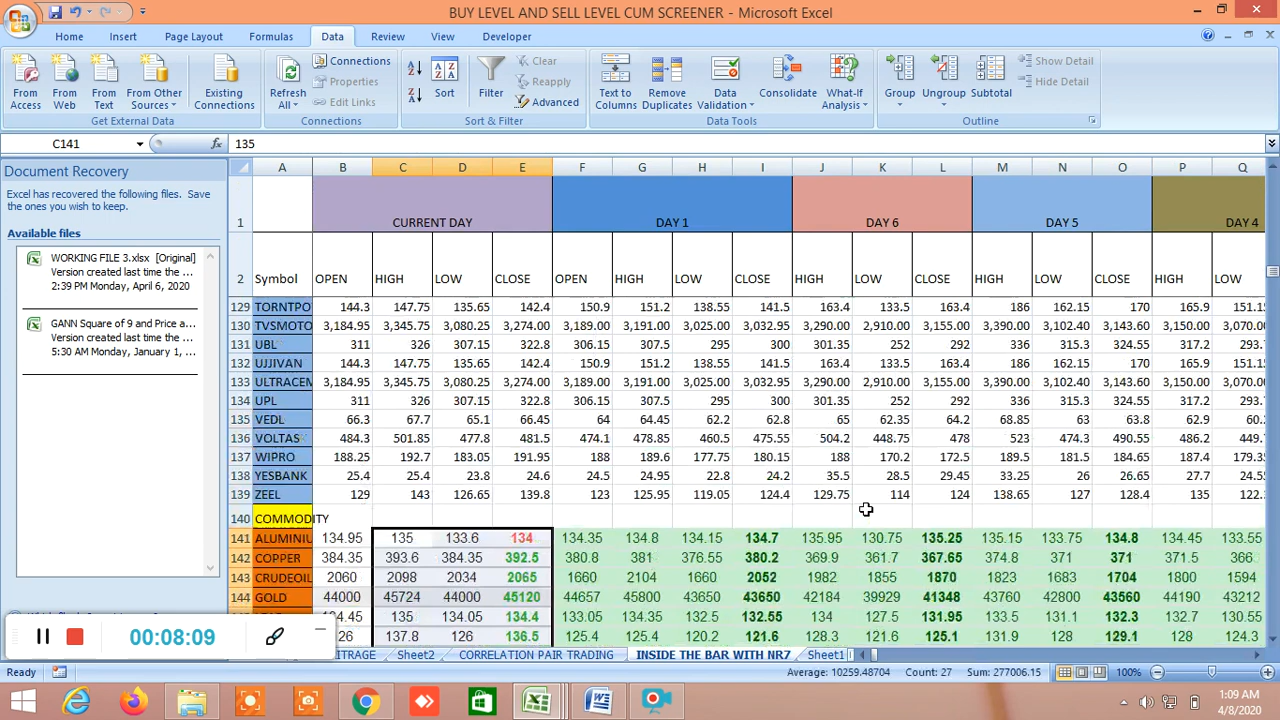 BUY LEVEL AND SELL LEVEL CUM SCREENER - Microsoft Excel
Home Insert Page Layout Formulas Data Review View Developer
From Access From Web From Text From Other Sources Existing Connections Refresh All Connections Properties Edit Links Sort Filter Clear Reapply Advanced Text to Columns Remove Duplicates Data Validation Consolidate What-If Analysis Group Ungroup Subtotal Show Detail Hide Detail
Get External Data Connections Sort & Filter Data Tools Outline
C141 fx 135
Document Recovery
Excel has recovered the following files. Save the ones you wish to keep.
Available files
WORKING FILE 3.xlsx [Original]
Version created last time the ...
2:39 PM Monday, April 6, 2020
GANN Square of 9 and Price a...
Version created last time the ...
5:30 AM Monday, January 1, ...
A B C D E F G H I J K L M N O P Q
1 CURRENT DAY DAY 1 DAY 6 DAY 5 DAY 4
2 Symbol OPEN HIGH LOW CLOSE OPEN HIGH LOW CLOSE HIGH LOW CLOSE HIGH LOW CLOSE HIGH LOW
129 TORNTPO 144.3 147.75 135.65 142.4 150.9 151.2 138.55 141.5 163.4 133.5 163.4 186 162.15 170 165.9 151.1
130 TVSMOTO 3,184.95 3,345.75 3,080.25 3,274.00 3,189.00 3,191.00 3,025.00 3,032.95 3,290.00 2,910.00 3,155.00 3,390.00 3,102.40 3,143.60 3,150.00 3,070.0
131 UBL 311 326 307.15 322.8 306.15 307.5 295 300 301.35 252 292 336 315.3 324.55 317.2 293.
132 UJJIVAN 144.3 147.75 135.65 142.4 150.9 151.2 138.55 141.5 163.4 133.5 163.4 186 162.15 170 165.9 151.1
133 ULTRACEM 3,184.95 3,345.75 3,080.25 3,274.00 3,189.00 3,191.00 3,025.00 3,032.95 3,290.00 2,910.00 3,155.00 3,390.00 3,102.40 3,143.60 3,150.00 3,070.0
134 UPL 311 326 307.15 322.8 306.15 307.5 295 300 301.35 252 292 336 315.3 324.55 317.2 293.
135 VEDL 66.3 67.7 65.1 66.45 64 64.45 62.2 62.8 65 62.35 64.2 68.85 63 63.8 62.9 60.
136 VOLTAS 484.3 501.85 477.8 481.5 474.1 478.85 460.5 475.55 504.2 448.75 478 523 474.3 490.55 486.2 449.
137 WIPRO 188.25 192.7 183.05 191.95 188 189.6 177.75 180.15 188 170.2 172.5 189.5 181.5 184.65 187.4 179.3
138 YESBANK 25.4 25.4 23.8 24.6 24.5 24.95 22.8 24.2 35.5 28.5 29.45 33.25 26 26.65 27.7 24.5
139 ZEEL 129 143 126.65 139.8 123 125.95 119.05 124.4 129.75 114 124 138.65 127 128.4 135 122.
140 COMMODITY
141 ALUMINIU 134.95 135 133.6 134 134.35 134.8 134.15 134.7 135.95 130.75 135.25 135.15 133.75 134.8 134.45 133.55
142 COPPER 384.35 393.6 384.35 392.5 380.8 381 376.55 380.2 369.9 361.7 367.65 374.8 371 371 371.5 366
143 CRUDEOIL 2060 2098 2034 2065 1660 2104 1660 2052 1982 1855 1870 1823 1683 1704 1800 1594
144 GOLD 44000 45724 44000 45120 44657 45800 43650 43650 42184 39929 41348 43760 42800 43560 44190 43212
4.45 135 134.05 134.4 133.05 134.35 132.5 132.55 134 127.5 131.95 133.5 131.1 132.3 132.7 130.55
26 137.8 126 136.5 125.4 125.4 120.2 121.6 128.3 121.6 125.1 131.9 128 129.1 128 124.3
00:08:09
ITRAGE Sheet2 CORRELATION PAIR TRADING INSIDE THE BAR WITH NR7 Sheet1
Ready Average: 10259.48704 Count: 27 Sum: 277006.15 100%
1:09 AM
4/8/2020